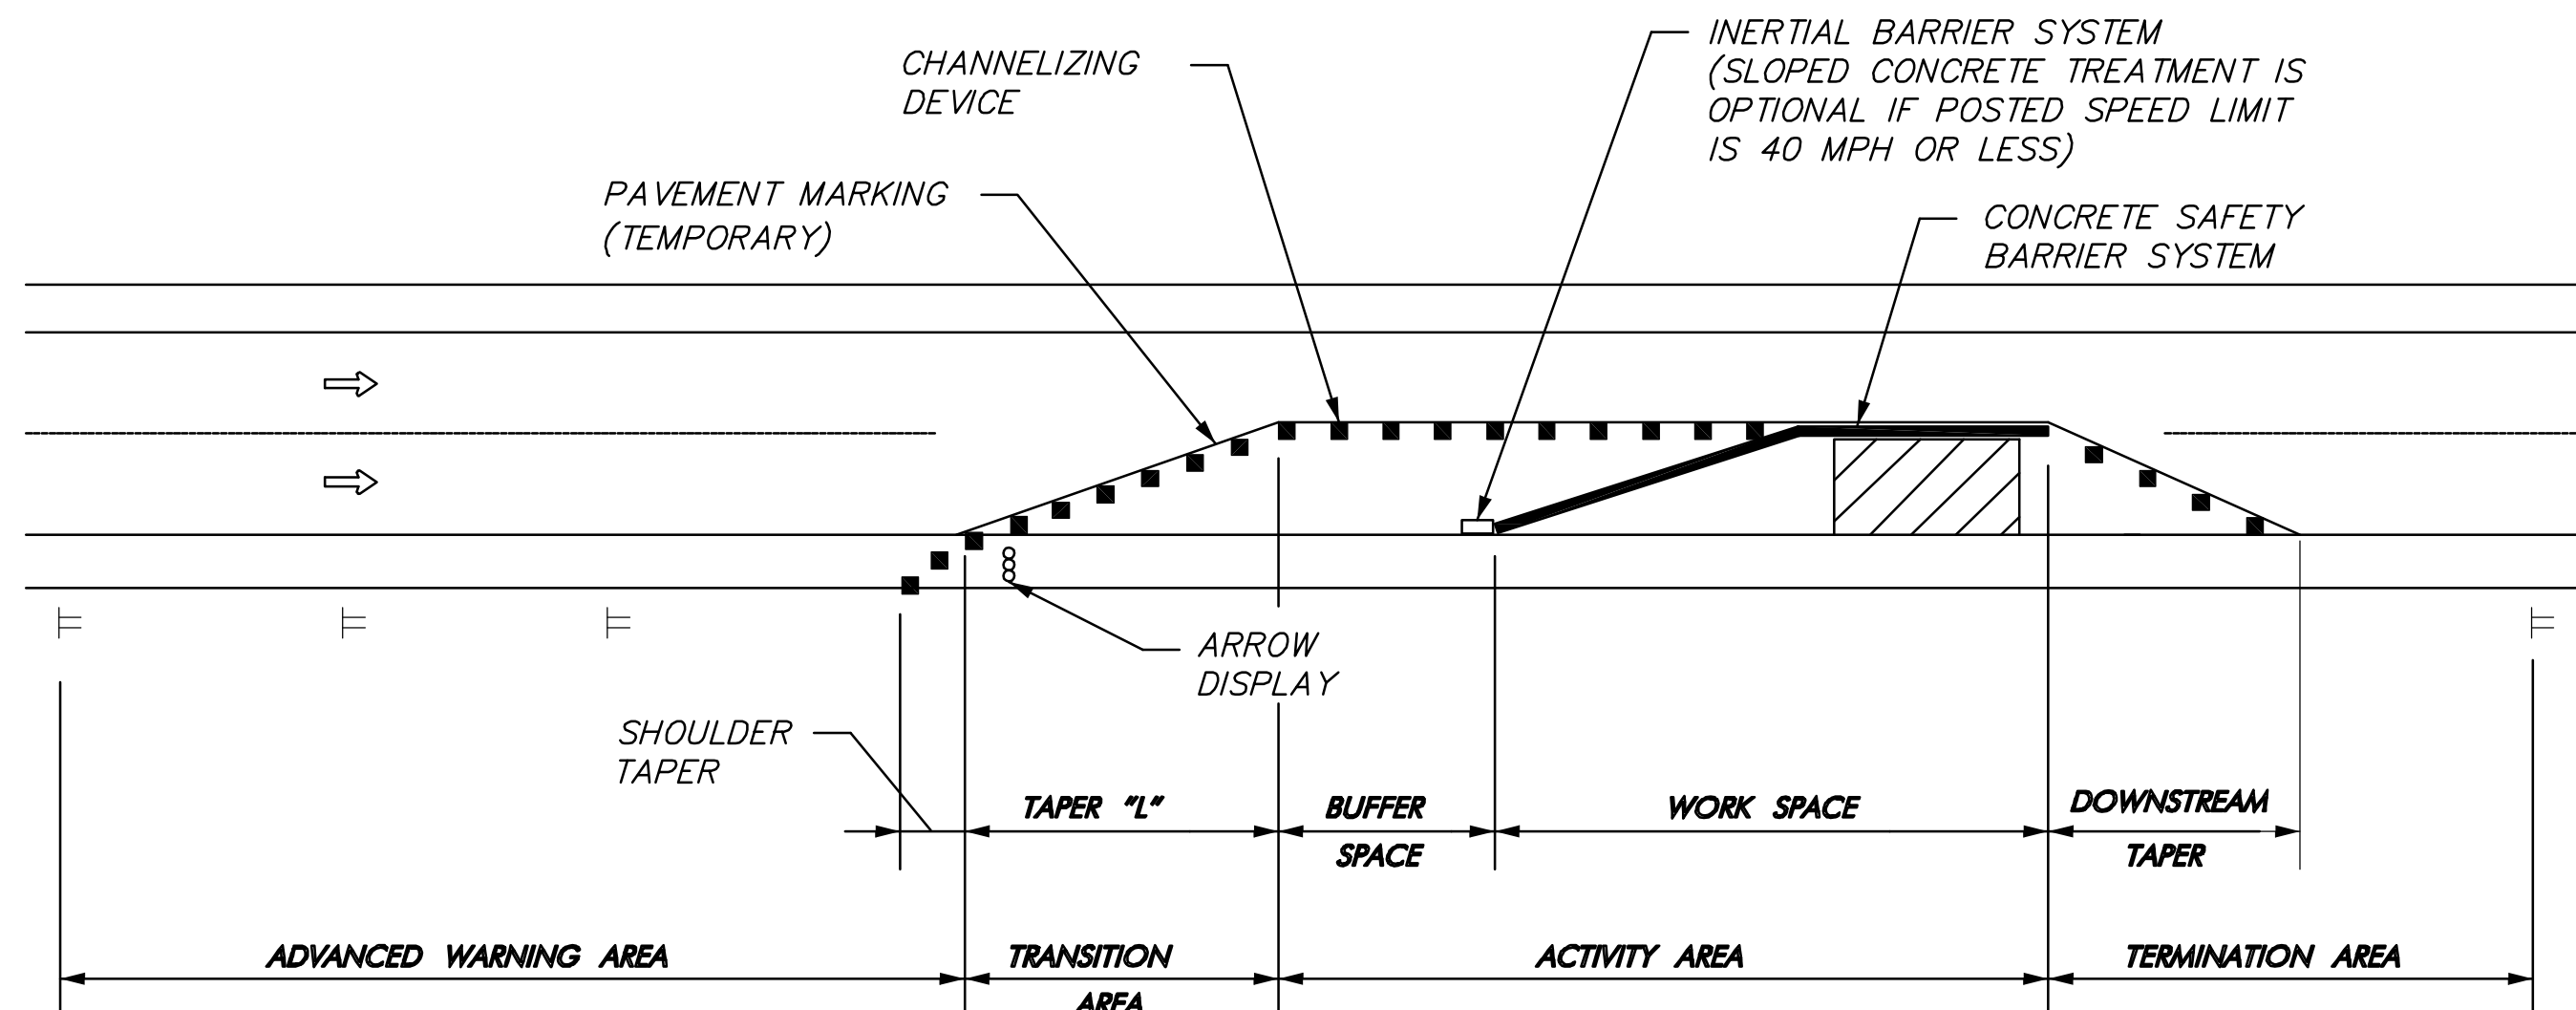 INERTIAL BARRIER SYSTEM
(SLOPED CONCRETE TREATMENT IS
OPTIONAL IF POSTED SPEED LIMIT
IS 40 MPH OR LESS)
CHANNELIZING
DEVICE
PAVEMENT MARKING
(TEMPORARY)
CONCRETE SAFETY
BARRIER SYSTEM
ARROW
DISPLAY
SHOULDER
TAPER
TAPER "L"
BUFFER
SPACE
WORK SPACE
DOWNSTREAM
TAPER
ADVANCED WARNING AREA
TRANSITION
AREA
ACTIVITY AREA
TERMINATION AREA